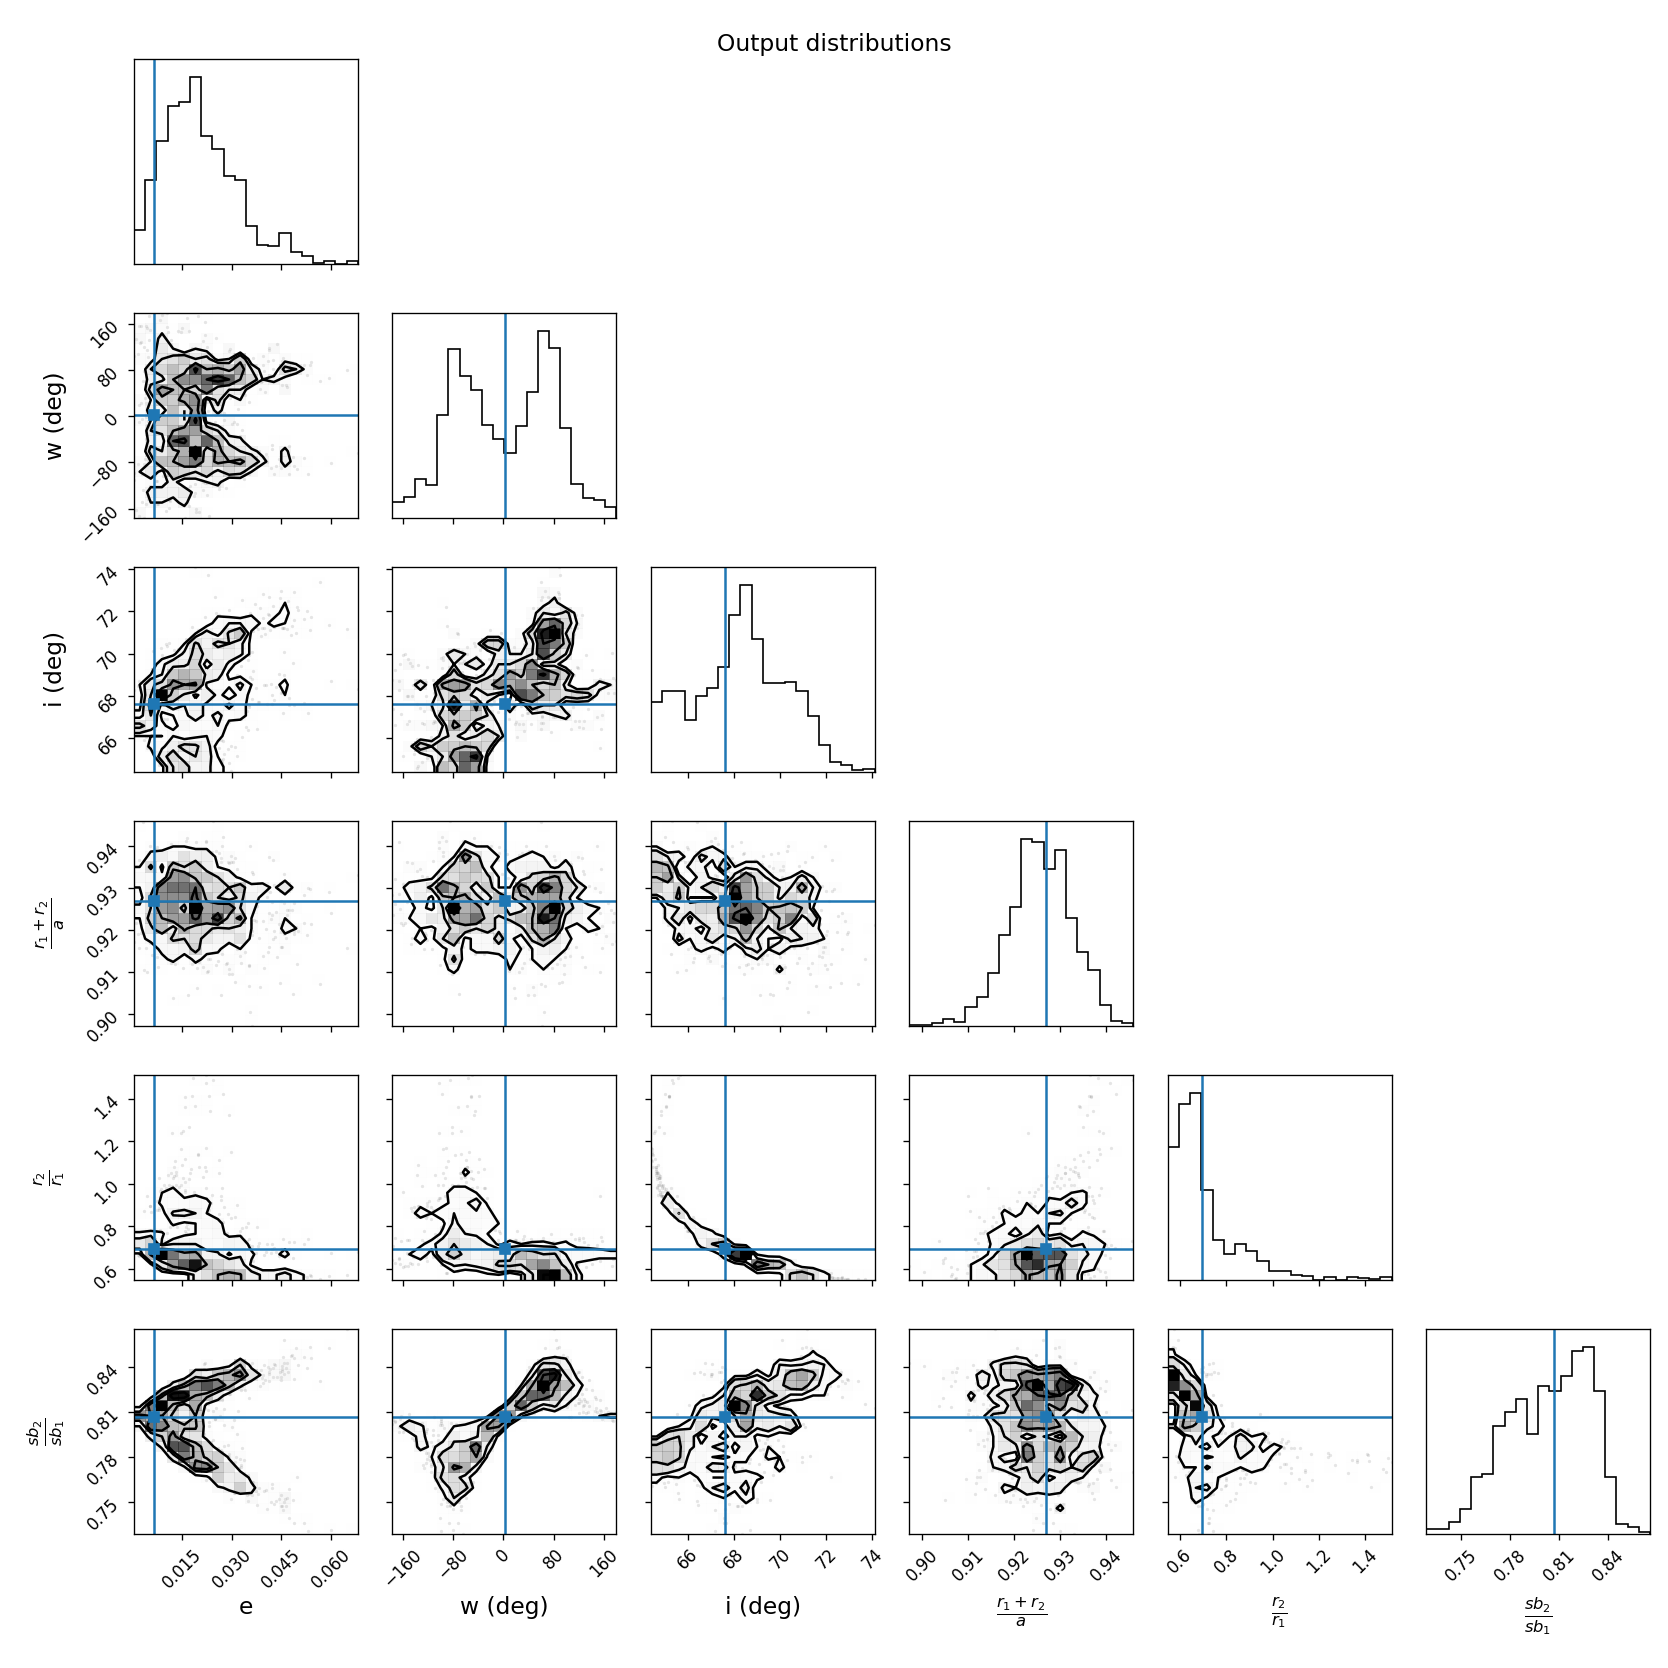 Output distributions
160
80
0
−80
−160
w (deg)
74
72
70
68
66
i (deg)
0.94
0.93
0.92
0.91
0.90
r₁ + r₂
a
1.4
1.2
1.0
0.8
0.6
r₂
r₁
0.84
0.81
0.78
0.75
sb₂
sb₁
0.015 0.030 0.045 0.060
−160 −80 0 80 160
66 68 70 72 74
0.90 0.91 0.92 0.93 0.94
0.6 0.8 1.0 1.2 1.4
0.75 0.78 0.81 0.84
e
w (deg)
i (deg)
r₁ + r₂
a
r₂
r₁
sb₂
sb₁